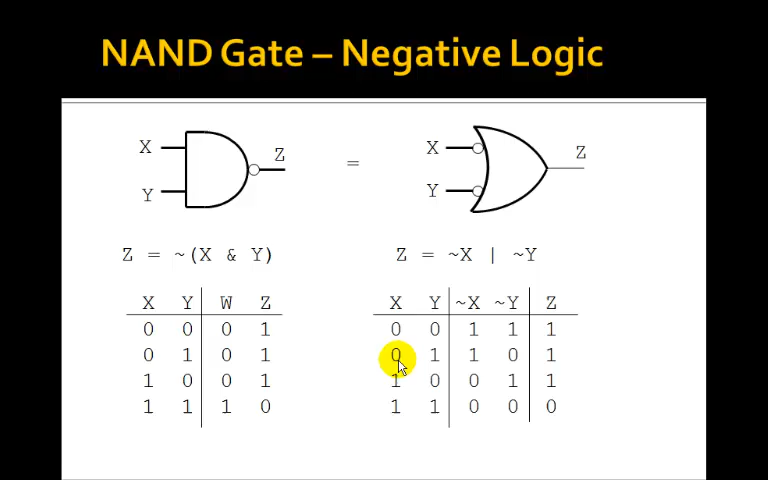 NAND Gate – Negative Logic
X Z = X Z
Y Y
Z = ~(X & Y) Z = ~X | ~Y
X Y W Z X Y ~X ~Y Z
0 0 0 1 0 0 1 1 1
0 1 0 1 0 1 1 0 1
1 0 0 1 1 0 0 1 1
1 1 1 0 1 1 0 0 0